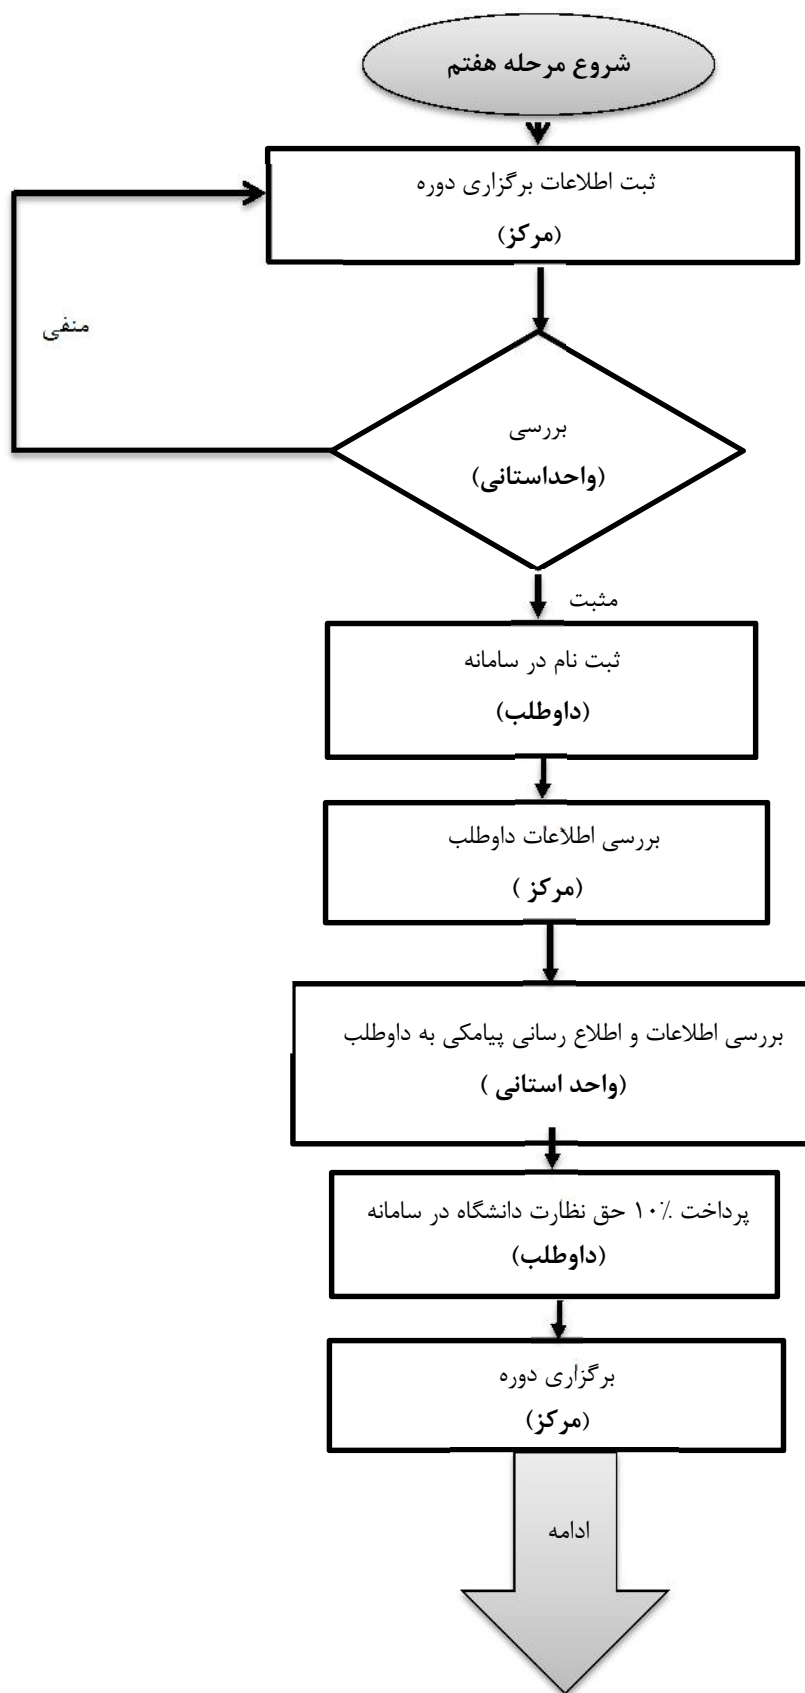 شروع مرحله هفتم
ثبت اطلاعات برگزاری دوره
(مرکز)
منفی
بررسی
(واحداستانی)
مثبت
ثبت نام در سامانه
(داوطلب)
بررسی اطلاعات داوطلب
(مرکز )
بررسی اطلاعات و اطلاع رسانی پیامکی به داوطلب
(واحد استانی )
پرداخت ۱۰٪ حق نظارت دانشگاه در سامانه
(داوطلب)
برگزاری دوره
(مرکز)
ادامه